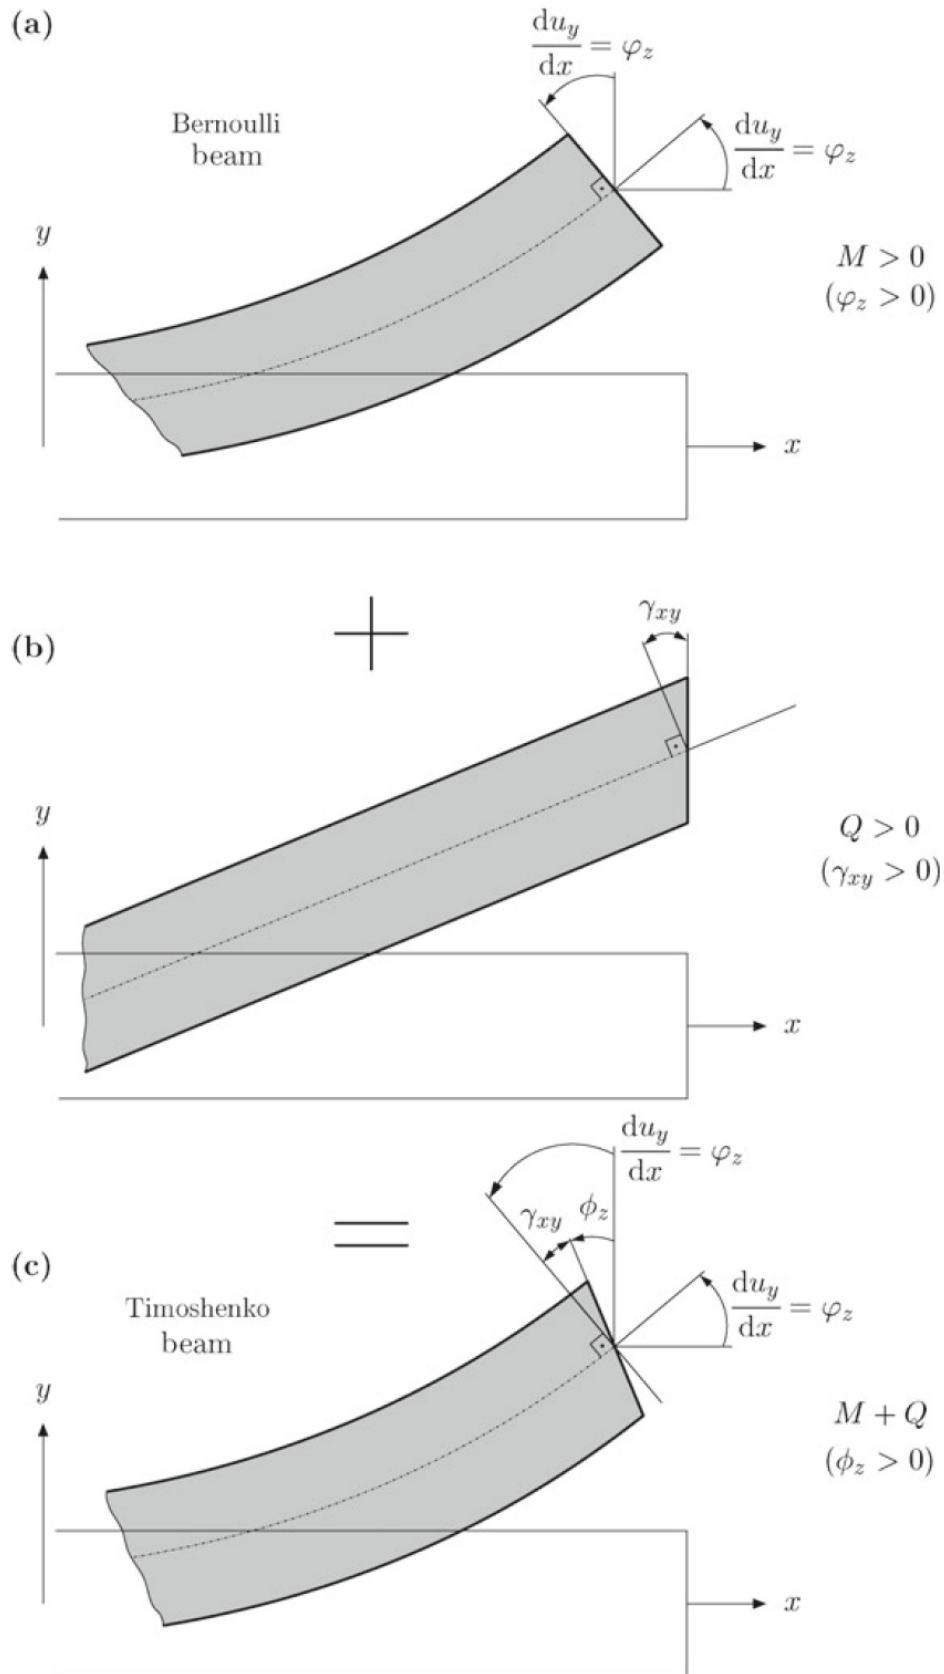 (a)
du_y/dx = φ_z
Bernoulli
beam
du_y/dx = φ_z
y
M > 0
(φ_z > 0)
x
+
(b)
γ_xy
y
Q > 0
(γ_xy > 0)
x
=
(c)
du_y/dx = φ_z
γ_xy
ϕ_z
Timoshenko
beam
du_y/dx = φ_z
y
M + Q
(ϕ_z > 0)
x